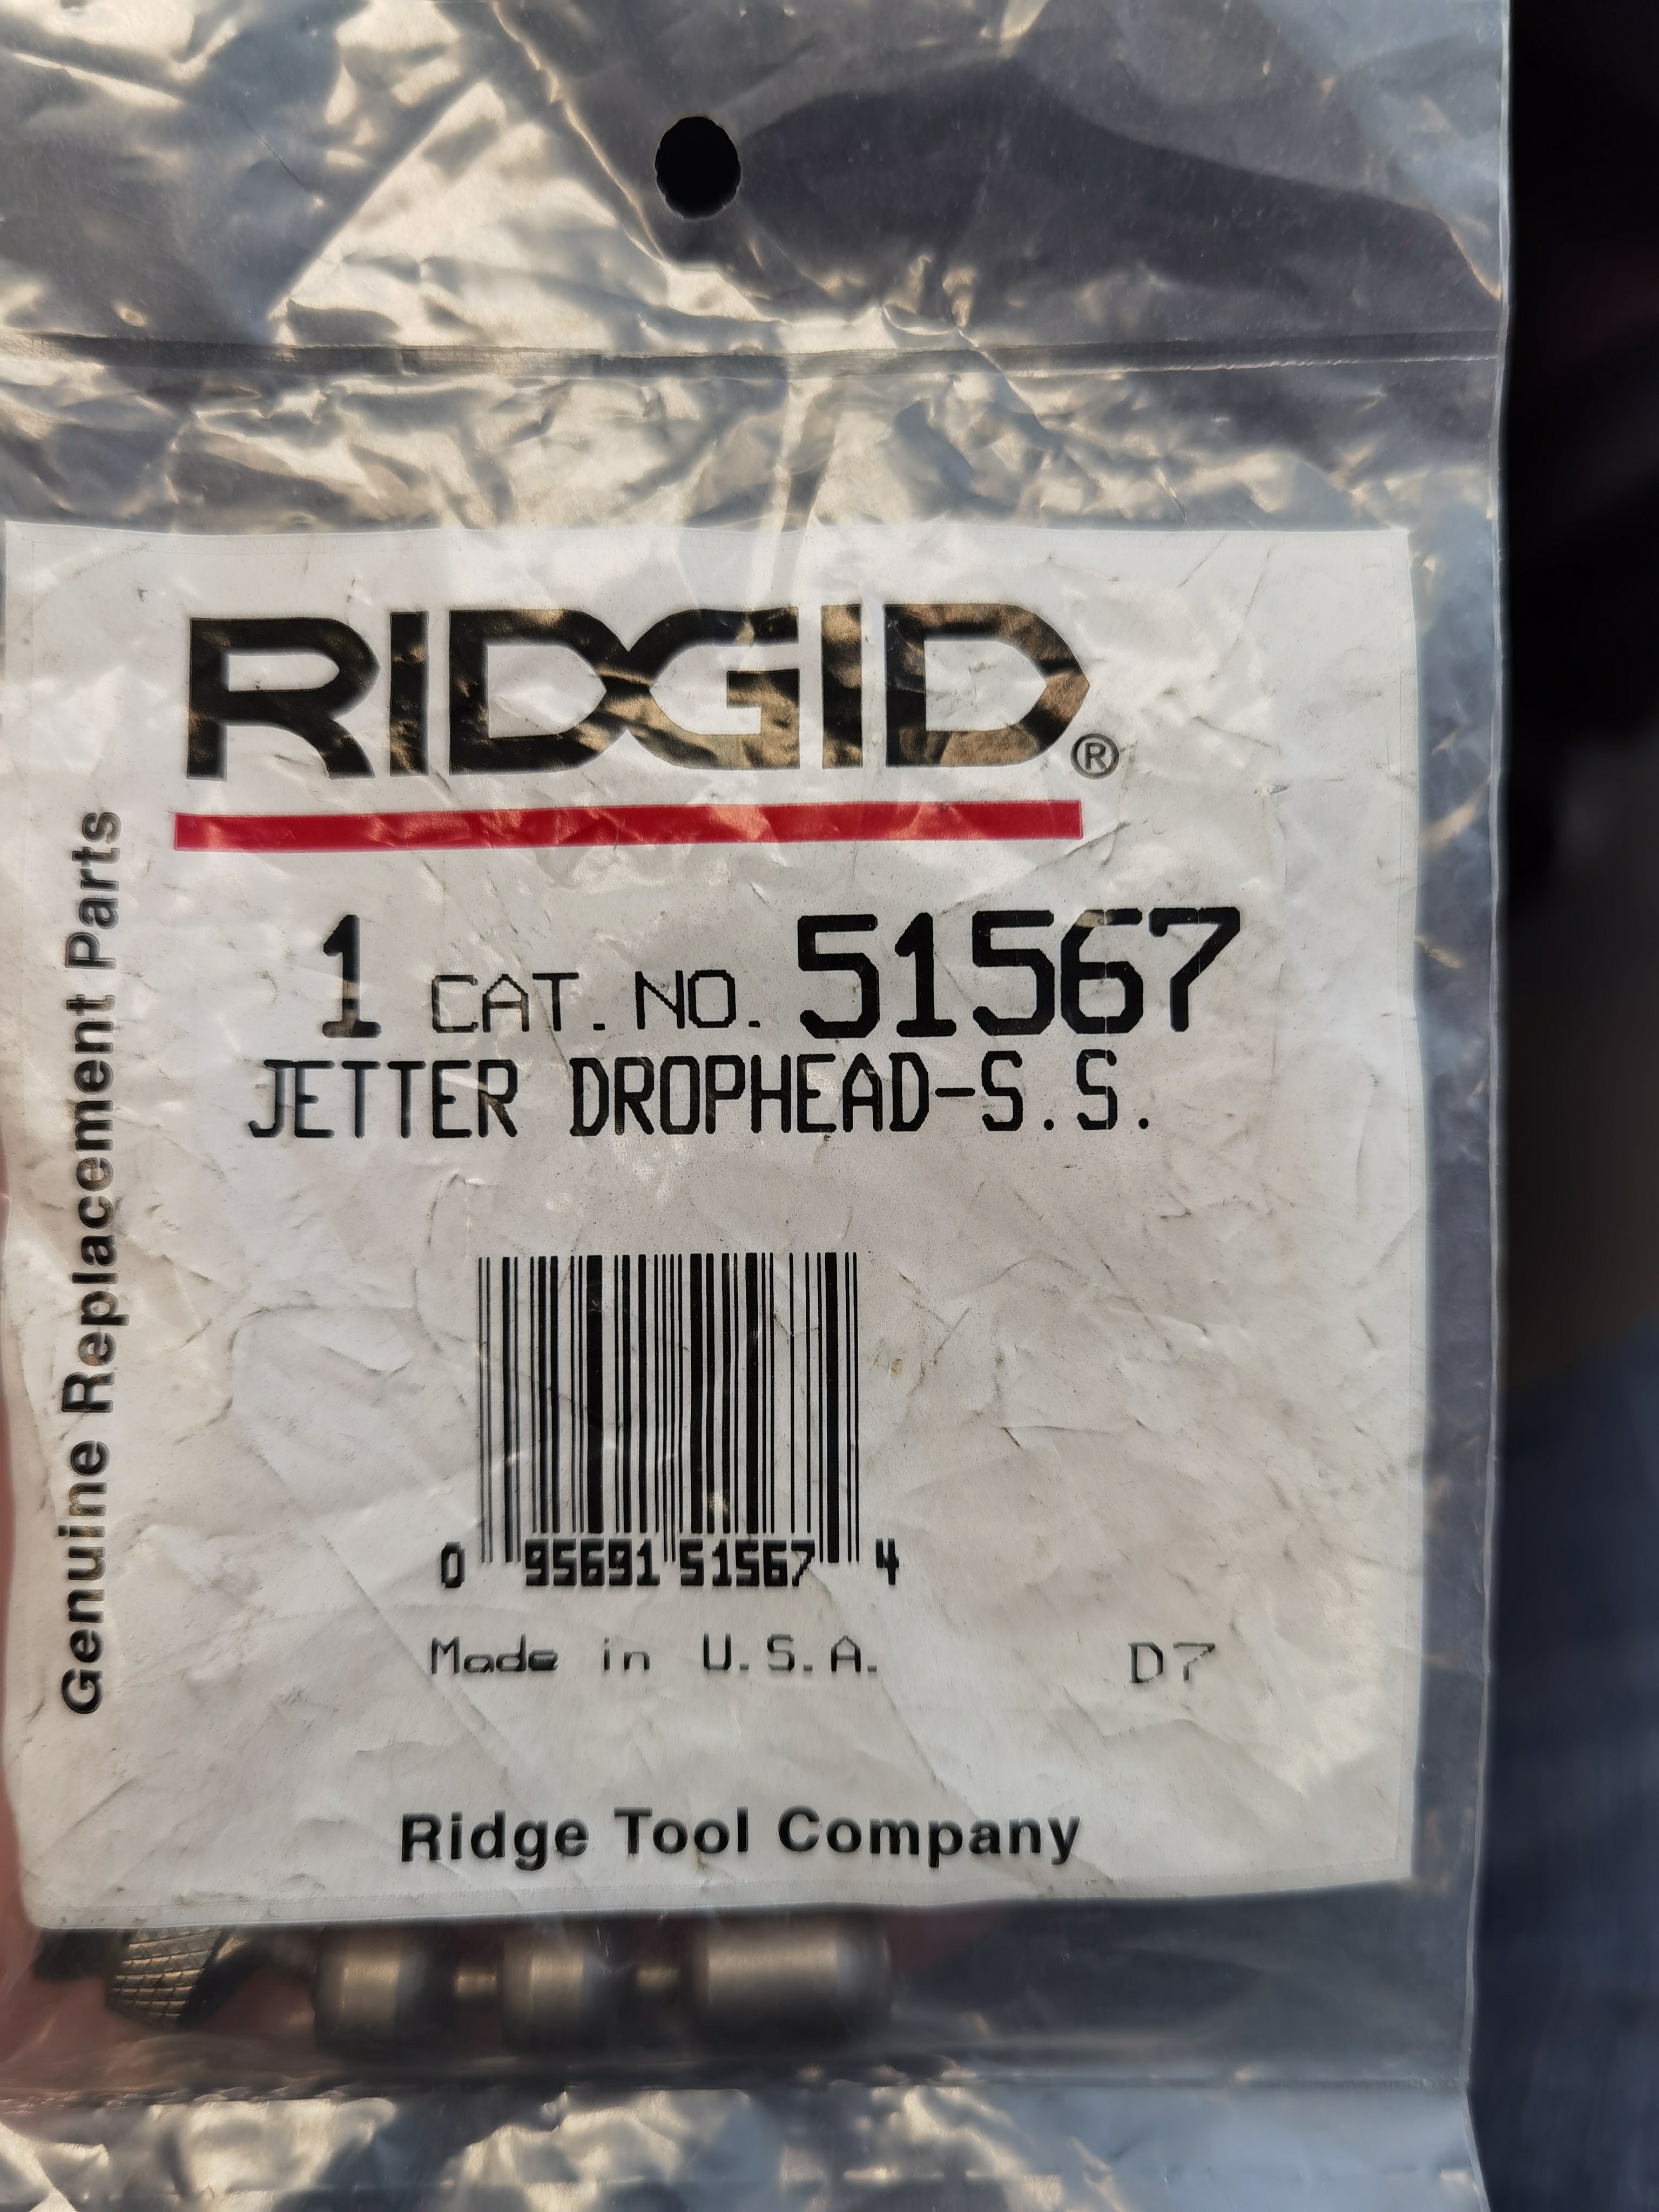 RIDGID®
1 CAT. NO. 51567
JETTER DROPHEAD-S.S.
0 95691 51567 4
Made in U.S.A. D7
Ridge Tool Company
Genuine Replacement Parts